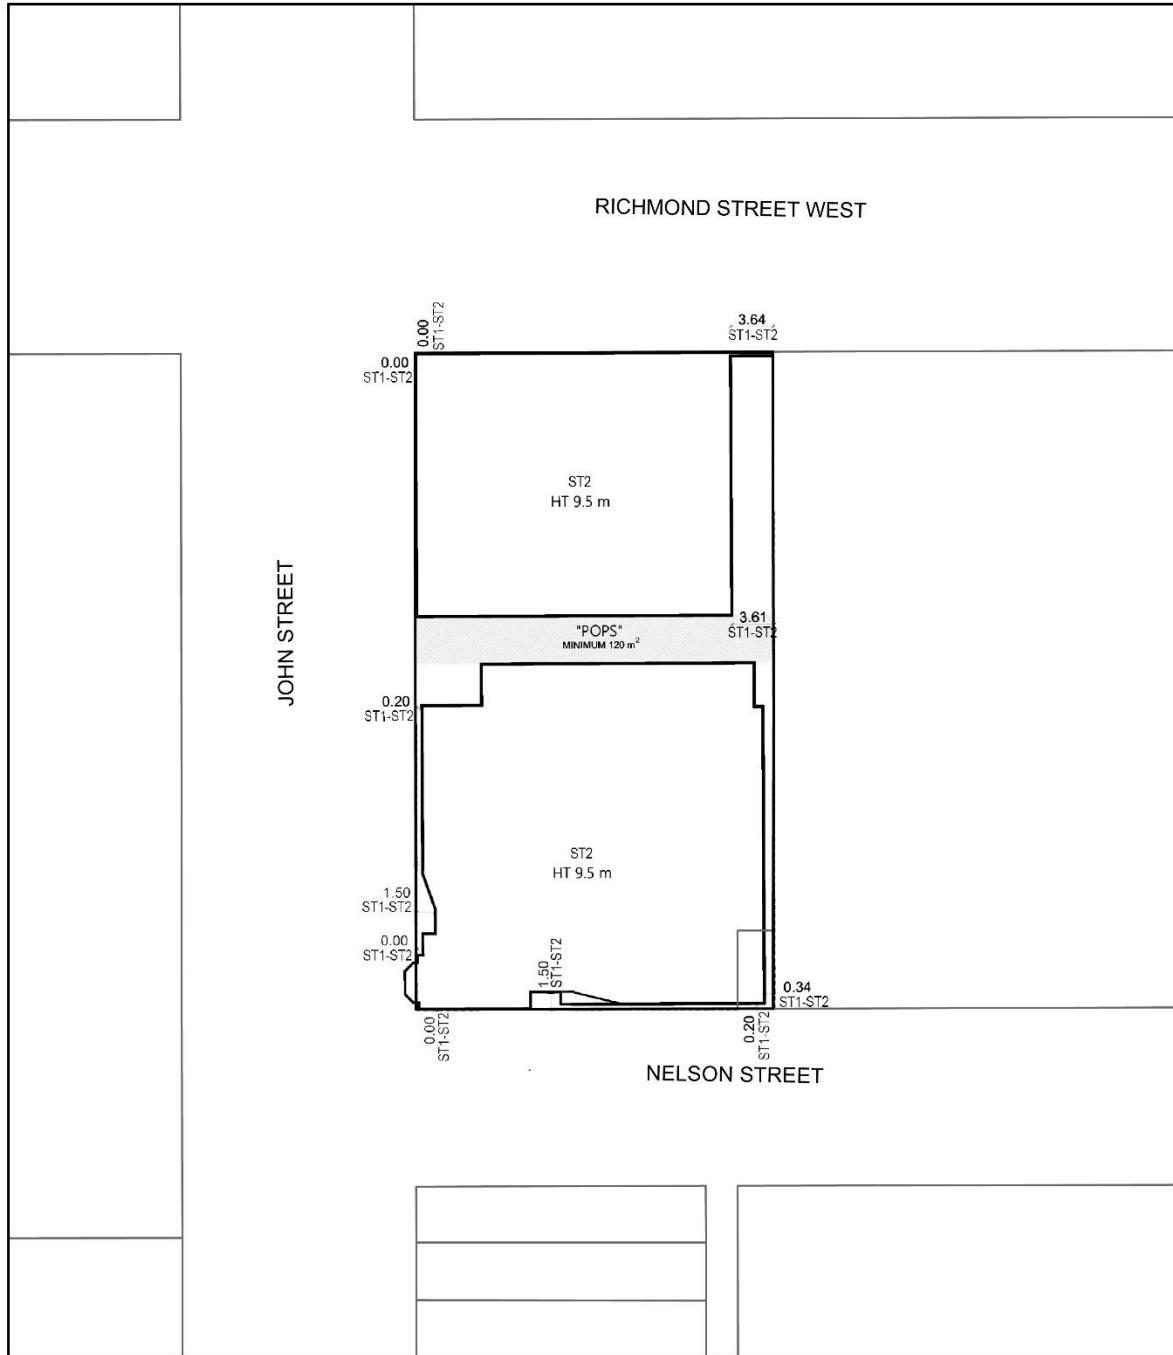 RICHMOND STREET WEST
0.00
ST1-ST2
3.64
ST1-ST2
0.00
ST1-ST2
ST2
HT 9.5 m
JOHN STREET
"POPS"
MINIMUM 120 m²
3.61
ST1-ST2
0.20
ST1-ST2
ST2
HT 9.5 m
1.50
ST1-ST2
0.00
ST1-ST2
1.50
ST1-ST2
0.34
ST1-ST2
0.00
ST1-ST2
0.20
ST1-ST2
NELSON STREET